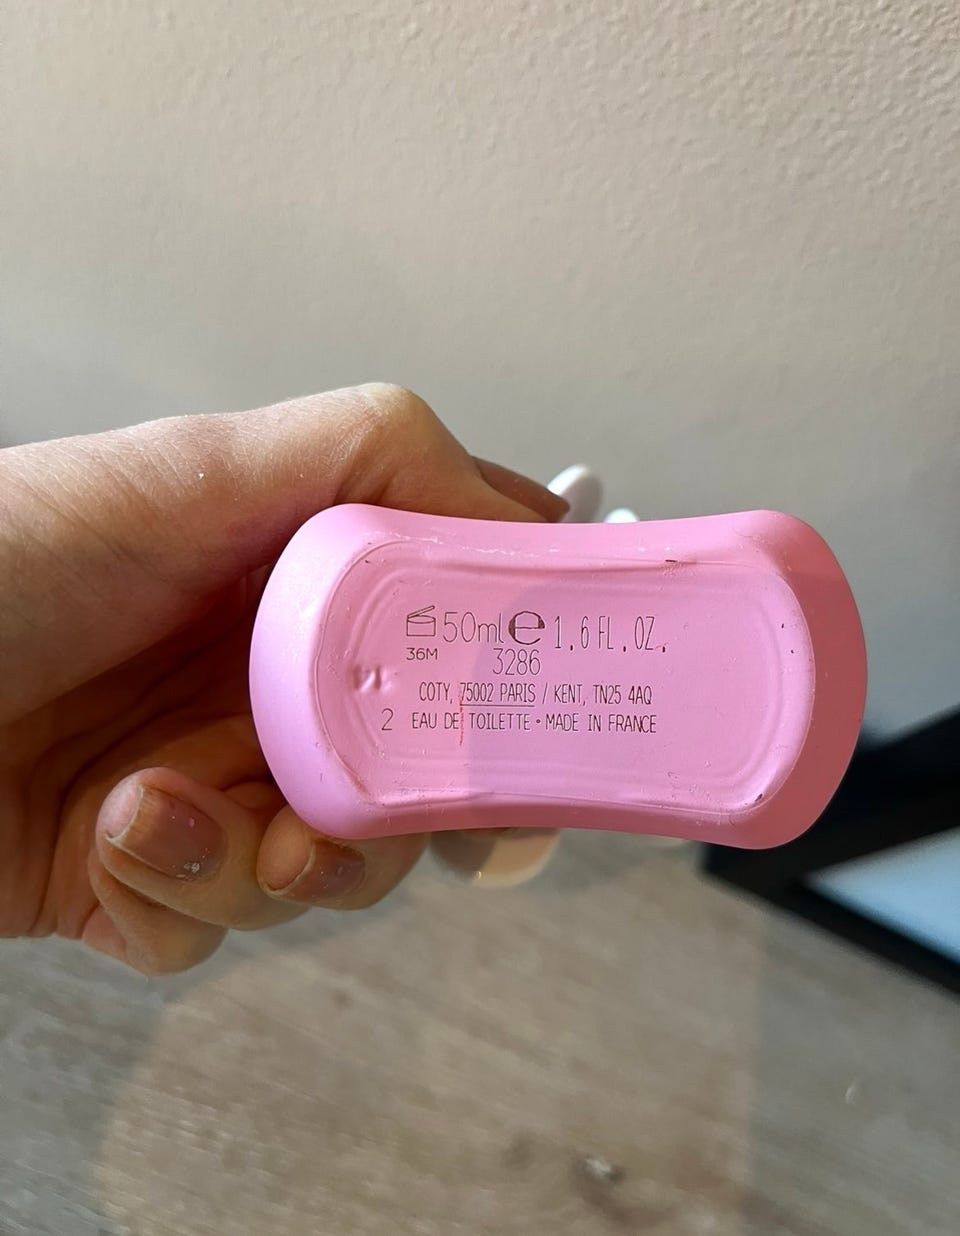 50ml ℮ 1.6 FL.OZ.
36M 3286
COTY, 75002 PARIS / KENT, TN25 4AQ
2 EAU DE TOILETTE • MADE IN FRANCE